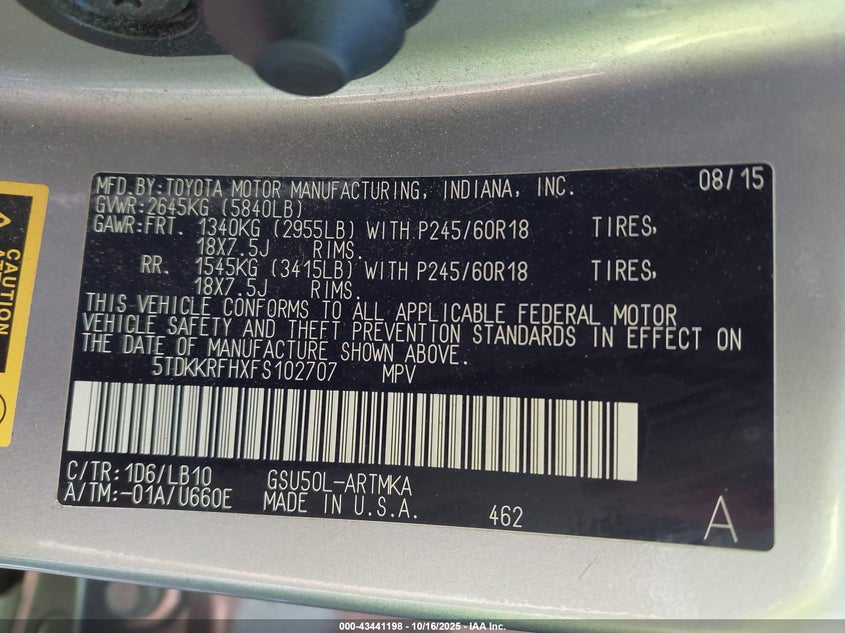 MFD.BY:TOYOTA MOTOR MANUFACTURING, INDIANA, INC. 08/15
GVWR:2645KG (5840LB)
GAWR:FRT. 1340KG (2955LB) WITH P245/60R18 TIRES,
18X7.5J RIMS.
RR. 1545KG (3415LB) WITH P245/60R18 TIRES,
18X7.5J RIMS.
THIS VEHICLE CONFORMS TO ALL APPLICABLE FEDERAL MOTOR
VEHICLE SAFETY AND THEFT PREVENTION STANDARDS IN EFFECT ON
THE DATE OF MANUFACTURE SHOWN ABOVE.
5TDKKRFHXFS102707 MPV
C/TR:1D6/LB10 GSU50L-ARTMKA
A/TM:-01A/U660E MADE IN U.S.A. 462 A
CAUTION
000-43441198 - 10/16/2025 - IAA Inc.